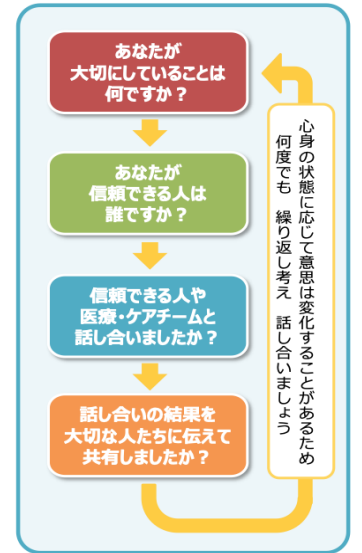 あなたが
大切にしていることは
何ですか？
あなたが
信頼できる人は
誰ですか？
信頼できる人や
医療・ケアチームと
話し合いましたか？
話し合いの結果を
大切な人たちに伝えて
共有しましたか？
心身の状態に応じて意思は変化することがあるため
何度でも　繰り返し考え　話し合いましょう